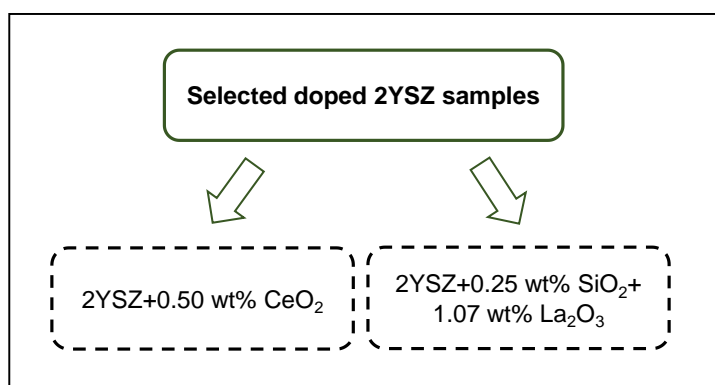 Selected doped 2YSZ samples
2YSZ+0.50 wt% CeO₂
2YSZ+0.25 wt% SiO₂+
1.07 wt% La₂O₃